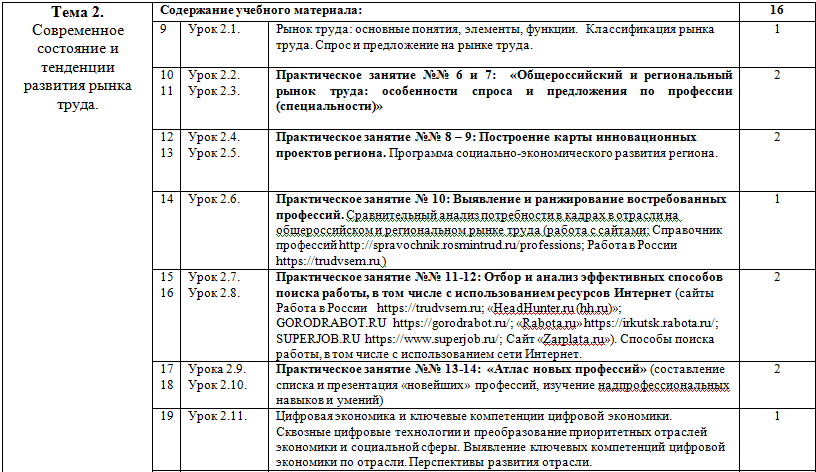 Тема 2.
Современное
состояние и
тенденции
развития рынка
труда.
Содержание учебного материала: 16
9 Урок 2.1. Рынок труда: основные понятия, элементы, функции. Классификация рынка 1
труда. Спрос и предложение на рынке труда.
10 Урок 2.2. Практическое занятие №№ 6 и 7: «Общероссийский и региональный 2
11 Урок 2.3. рынок труда: особенности спроса и предложения по профессии
(специальности)»
12 Урок 2.4. Практическое занятие №№ 8 – 9: Построение карты инновационных 2
13 Урок 2.5. проектов региона. Программа социально-экономического развития региона.
14 Урок 2.6. Практическое занятие № 10: Выявление и ранжирование востребованных 1
профессий. Сравнительный анализ потребности в кадрах в отрасли на
общероссийском и региональном рынке труда (работа с сайтами: Справочник
профессий http://spravochnik.rosmintrud.ru/professions; Работа в России
https://trudvsem.ru)
15 Урок 2.7. Практическое занятие №№ 11-12: Отбор и анализ эффективных способов 2
16 Урок 2.8. поиска работы, в том числе с использованием ресурсов Интернет (сайты
Работа в России https://trudvsem.ru; «HeadHunter.ru (hh.ru)»;
GORODRABOT.RU https://gorodrabot.ru/; «Rabota.ru» https://irkutsk.rabota.ru/;
SUPERJOB.RU https://www.superjob.ru/; Сайт «Zarplata.ru»). Способы поиска
работы, в том числе с использованием сети Интернет.
17 Урока 2.9. Практическое занятие №№ 13-14: «Атлас новых профессий» (составление 2
18 Урок 2.10. списка и презентация «новейших» профессий, изучение надпрофессиональных
навыков и умений)
19 Урок 2.11. Цифровая экономика и ключевые компетенции цифровой экономики. 1
Сквозные цифровые технологии и преобразование приоритетных отраслей
экономики и социальной сферы. Выявление ключевых компетенций цифровой
экономики по отрасли. Перспективы развития отрасли.